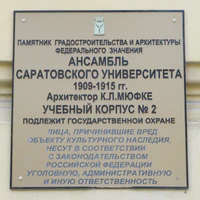 ПАМЯТНИК ГРАДОСТРОИТЕЛЬСТВА И АРХИТЕКТУРЫ
ФЕДЕРАЛЬНОГО ЗНАЧЕНИЯ
АНСАМБЛЬ
САРАТОВСКОГО УНИВЕРСИТЕТА
1909-1915 гг.
Архитектор К.Л.МЮФКЕ
УЧЕБНЫЙ КОРПУС № 2
ПОДЛЕЖИТ ГОСУДАРСТВЕННОЙ ОХРАНЕ
ЛИЦА, ПРИЧИНИВШИЕ ВРЕД
ОБЪЕКТУ КУЛЬТУРНОГО НАСЛЕДИЯ,
НЕСУТ В СООТВЕТСТВИИ
С ЗАКОНОДАТЕЛЬСТВОМ
РОССИЙСКОЙ ФЕДЕРАЦИИ
УГОЛОВНУЮ, АДМИНИСТРАТИВНУЮ
И ИНУЮ ОТВЕТСТВЕННОСТЬ